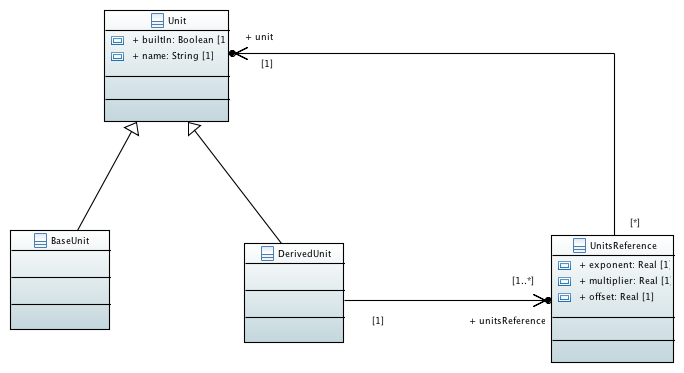 Unit
+ builtIn: Boolean [1
+ name: String [1]
+ unit
[1]
[*]
BaseUnit
DerivedUnit
UnitsReference
+ exponent: Real [1]
+ multiplier: Real [1]
+ offset: Real [1]
[1..*]
[1]
+ unitsReference